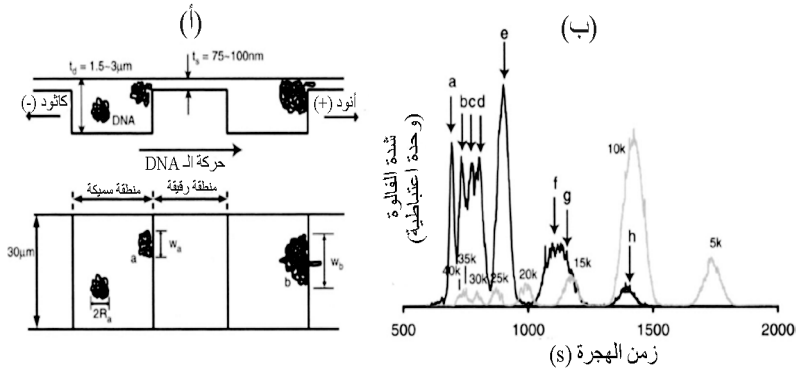 (أ)
t_d = 1.5~3µm
t_s = 75~100nm
كاثود (-)
DNA
أنود (+)
حركة الـ DNA
منطقة سميكة
منطقة رقيقة
30µm
a
w_a
b
w_b
2R_a
(ب)
شدة الفالوة
(وحدة اعتباطية)
a
b
c
d
e
f
g
h
40k
35k
30k
25k
20k
15k
10k
5k
500
1000
1500
2000
زمن الهجرة (s)